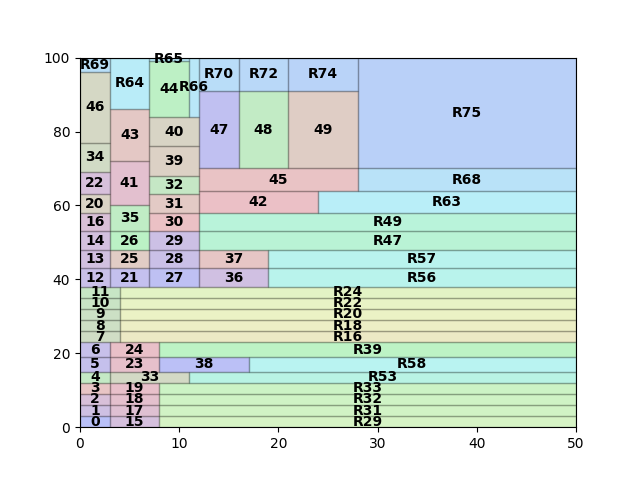 100
R69 R64 R65 R66 R70 R72 R74 R75
46 44 47 48 49
80
43 40
34 41 39
22 32 45 R68
60
20 31 42 R63
16 35 30 R49
14 26 29 R47
13 25 28 37 R57
12 21 27 36 R56
40
11 R24
10 R22
9 R20
8 R18
7 R16
6 24 R39
20
5 23 38 R58
4 33 R53
3 19 R33
2 18 R32
1 17 R31
0 15 R29
0
0 10 20 30 40 50